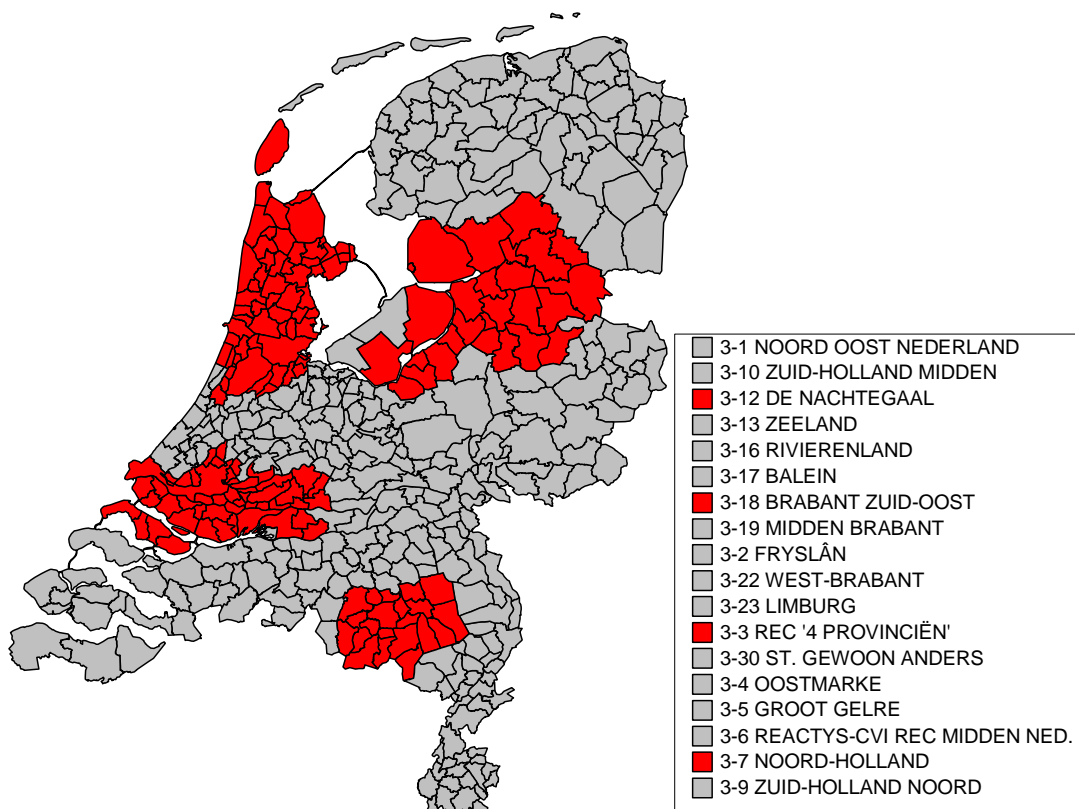 3-1 NOORD OOST NEDERLAND
3-10 ZUID-HOLLAND MIDDEN
3-12 DE NACHTEGAAL
3-13 ZEELAND
3-16 RIVIERENLAND
3-17 BALEIN
3-18 BRABANT ZUID-OOST
3-19 MIDDEN BRABANT
3-2 FRYSLÂN
3-22 WEST-BRABANT
3-23 LIMBURG
3-3 REC '4 PROVINCIËN'
3-30 ST. GEWOON ANDERS
3-4 OOSTMARKE
3-5 GROOT GELRE
3-6 REACTYS-CVI REC MIDDEN NED.
3-7 NOORD-HOLLAND
3-9 ZUID-HOLLAND NOORD